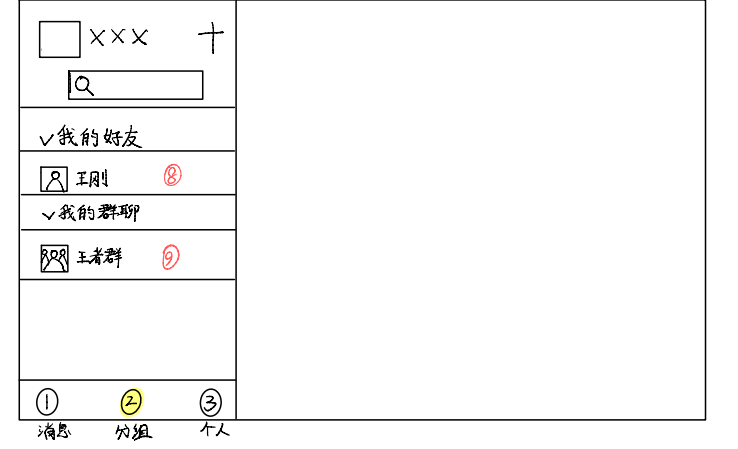 ××× +
✓我的好友
王刚 ⑧
✓我的群聊
王者群 ⑨
① ② ③
消息 分组 个人